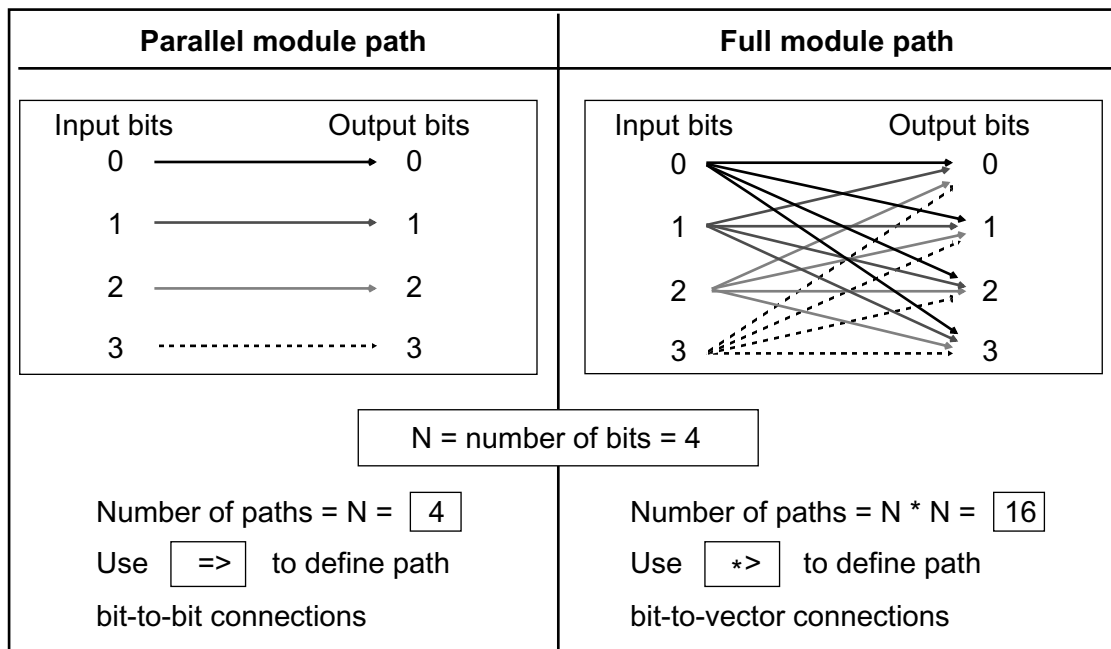 Parallel module path
Full module path
Input bits
Output bits
0
0
1
1
2
2
3
3
Input bits
Output bits
0
0
1
1
2
2
3
3
N = number of bits = 4
Number of paths = N = 4
Use => to define path
bit-to-bit connections
Number of paths = N * N = 16
Use *> to define path
bit-to-vector connections